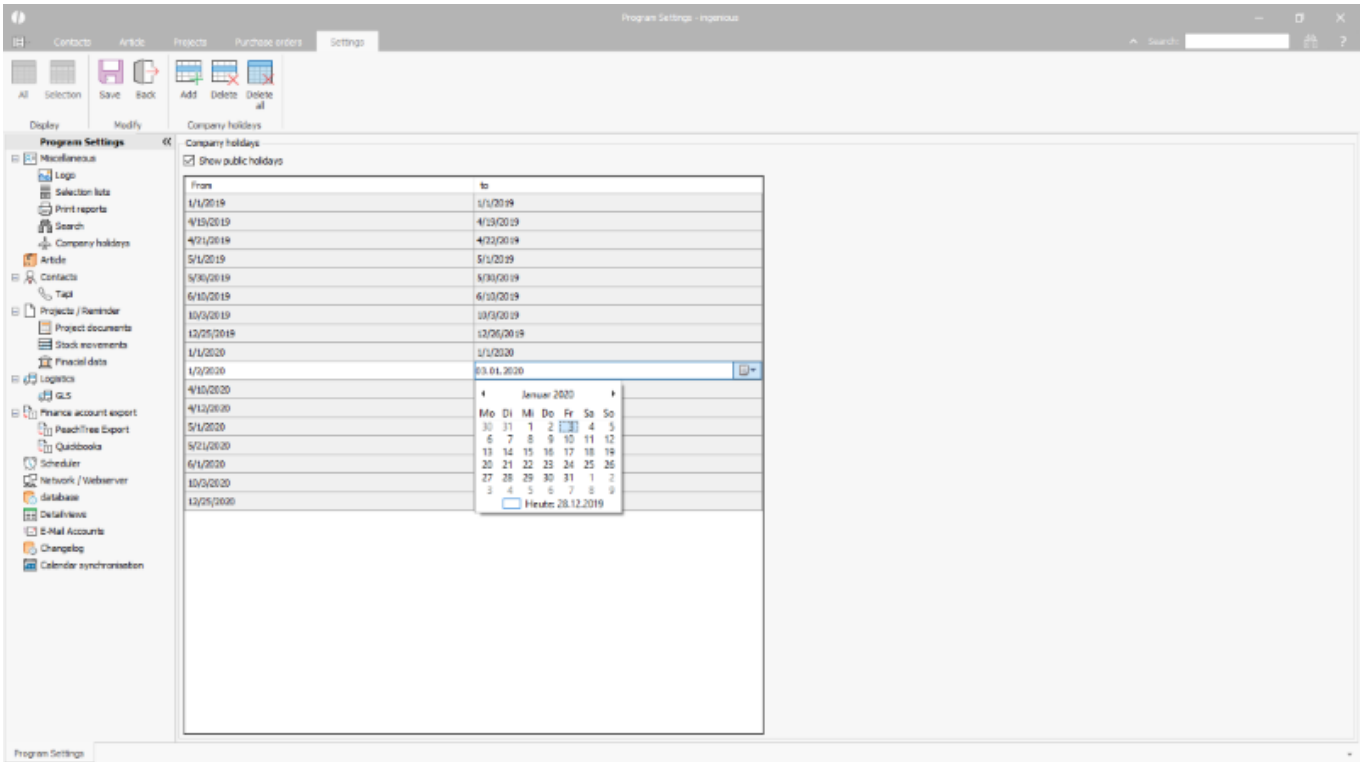 Program Settings - ingenious
Contacts Article Projects Purchase orders Settings Search: ?
All Selection Save Back Add Delete Delete all
Display Modify Company holideys
Program Settings
Miscellaneous
Logo
Selection lists
Print reports
Search
Company holideys
Article
Contacts
Tapi
Projects / Reminder
Project documents
Stock movements
Finaciel data
Logistics
GLS
Finance account export
PeachTree Export
Quickbooks
Scheduler
Network / Webserver
database
Detailviews
E-Mail Accounts
Changelog
Calendar synchronisation
Company holideys
Show public holideys
From to
1/1/2019 1/1/2019
4/19/2019 4/19/2019
4/21/2019 4/22/2019
5/1/2019 5/1/2019
5/30/2019 5/30/2019
6/10/2019 6/10/2019
10/3/2019 10/3/2019
12/25/2019 12/26/2019
1/1/2020 1/1/2020
1/2/2020 03.01.2020
4/10/2020
4/12/2020
5/1/2020
5/21/2020
6/1/2020
10/3/2020
12/25/2020
Januar 2020
Mo Di Mi Do Fr Sa So
30 31 1 2 3 4 5
6 7 8 9 10 11 12
13 14 15 16 17 18 19
20 21 22 23 24 25 26
27 28 29 30 31 1 2
3 4 5 6 7 8 9
Heute: 28.12.2019
Program Settings